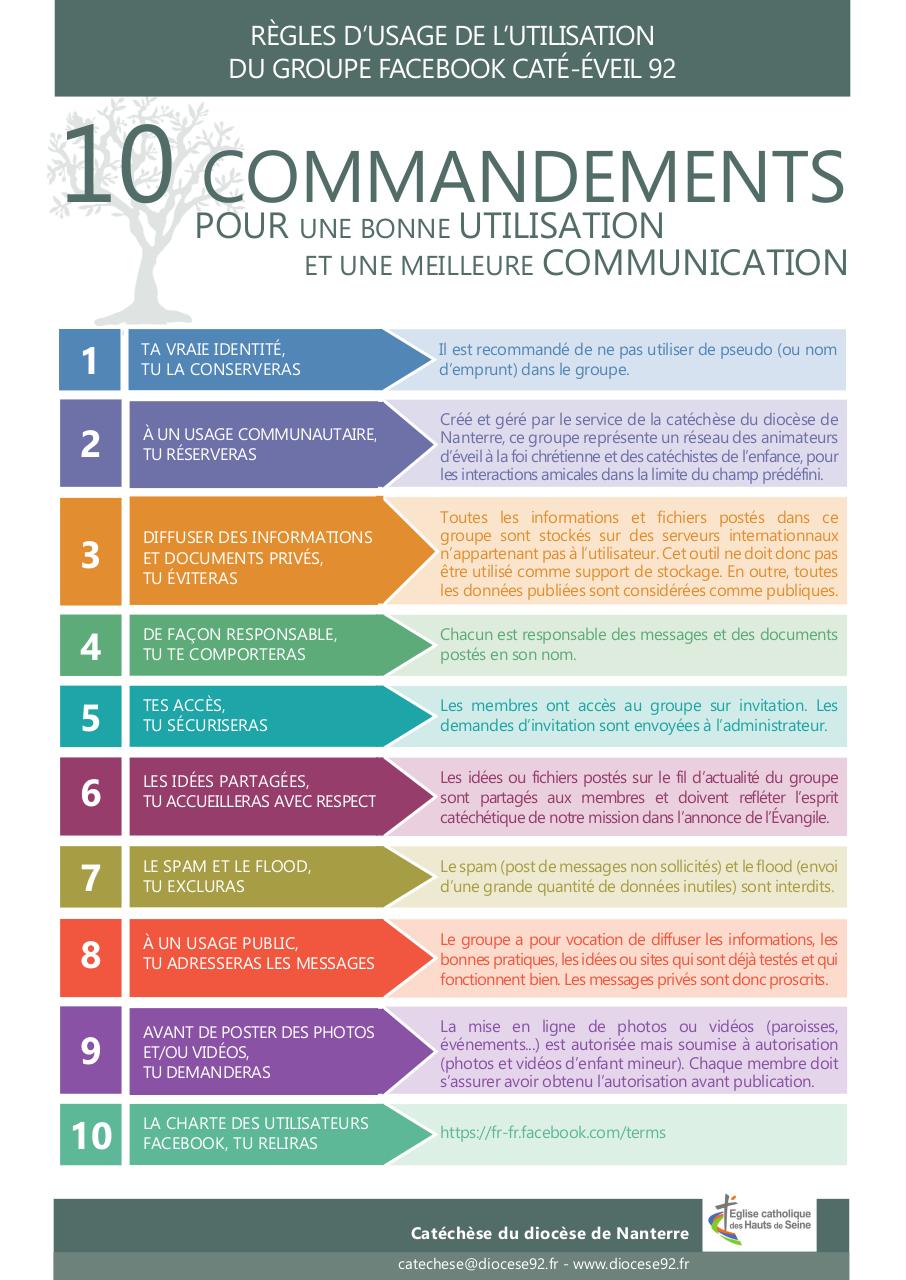 RÈGLES D’USAGE DE L’UTILISATION
DU GROUPE FACEBOOK CATÉ-ÉVEIL 92
10 COMMANDEMENTS
POUR UNE BONNE UTILISATION
ET UNE MEILLEURE COMMUNICATION
1
TA VRAIE IDENTITÉ,
TU LA CONSERVERAS
Il est recommandé de ne pas utiliser de pseudo (ou nom
d’emprunt) dans le groupe.
2
À UN USAGE COMMUNAUTAIRE,
TU RÉSERVERAS
Créé et géré par le service de la catéchèse du diocèse de
Nanterre, ce groupe représente un réseau des animateurs
d’éveil à la foi chrétienne et des catéchistes de l’enfance, pour
les interactions amicales dans la limite du champ prédéfini.
3
DIFFUSER DES INFORMATIONS
ET DOCUMENTS PRIVÉS,
TU ÉVITERAS
Toutes les informations et fichiers postés dans ce
groupe sont stockés sur des serveurs internationnaux
n’appartenant pas à l’utilisateur. Cet outil ne doit donc pas
être utilisé comme support de stockage. En outre, toutes
les données publiées sont considérées comme publiques.
4
DE FAÇON RESPONSABLE,
TU TE COMPORTERAS
Chacun est responsable des messages et des documents
postés en son nom.
5
TES ACCÈS,
TU SÉCURISERAS
Les membres ont accès au groupe sur invitation. Les
demandes d’invitation sont envoyées à l’administrateur.
6
LES IDÉES PARTAGÉES,
TU ACCUEILLERAS AVEC RESPECT
Les idées ou fichiers postés sur le fil d’actualité du groupe
sont partagés aux membres et doivent refléter l’esprit
catéchétique de notre mission dans l’annonce de l’Évangile.
7
LE SPAM ET LE FLOOD,
TU EXCLURAS
Le spam (post de messages non sollicités) et le flood (envoi
d’une grande quantité de données inutiles) sont interdits.
8
À UN USAGE PUBLIC,
TU ADRESSERAS LES MESSAGES
Le groupe a pour vocation de diffuser les informations, les
bonnes pratiques, les idées ou sites qui sont déjà testés et qui
fonctionnent bien. Les messages privés sont donc proscrits.
9
AVANT DE POSTER DES PHOTOS
ET/OU VIDÉOS,
TU DEMANDERAS
La mise en ligne de photos ou vidéos (paroisses,
événements...) est autorisée mais soumise à autorisation
(photos et vidéos d’enfant mineur). Chaque membre doit
s’assurer avoir obtenu l’autorisation avant publication.
10
LA CHARTE DES UTILISATEURS
FACEBOOK, TU RELIRAS
https://fr-fr.facebook.com/terms
Catéchèse du diocèse de Nanterre
Eglise catholique
des Hauts de Seine
catechese@diocese92.fr - www.diocese92.fr